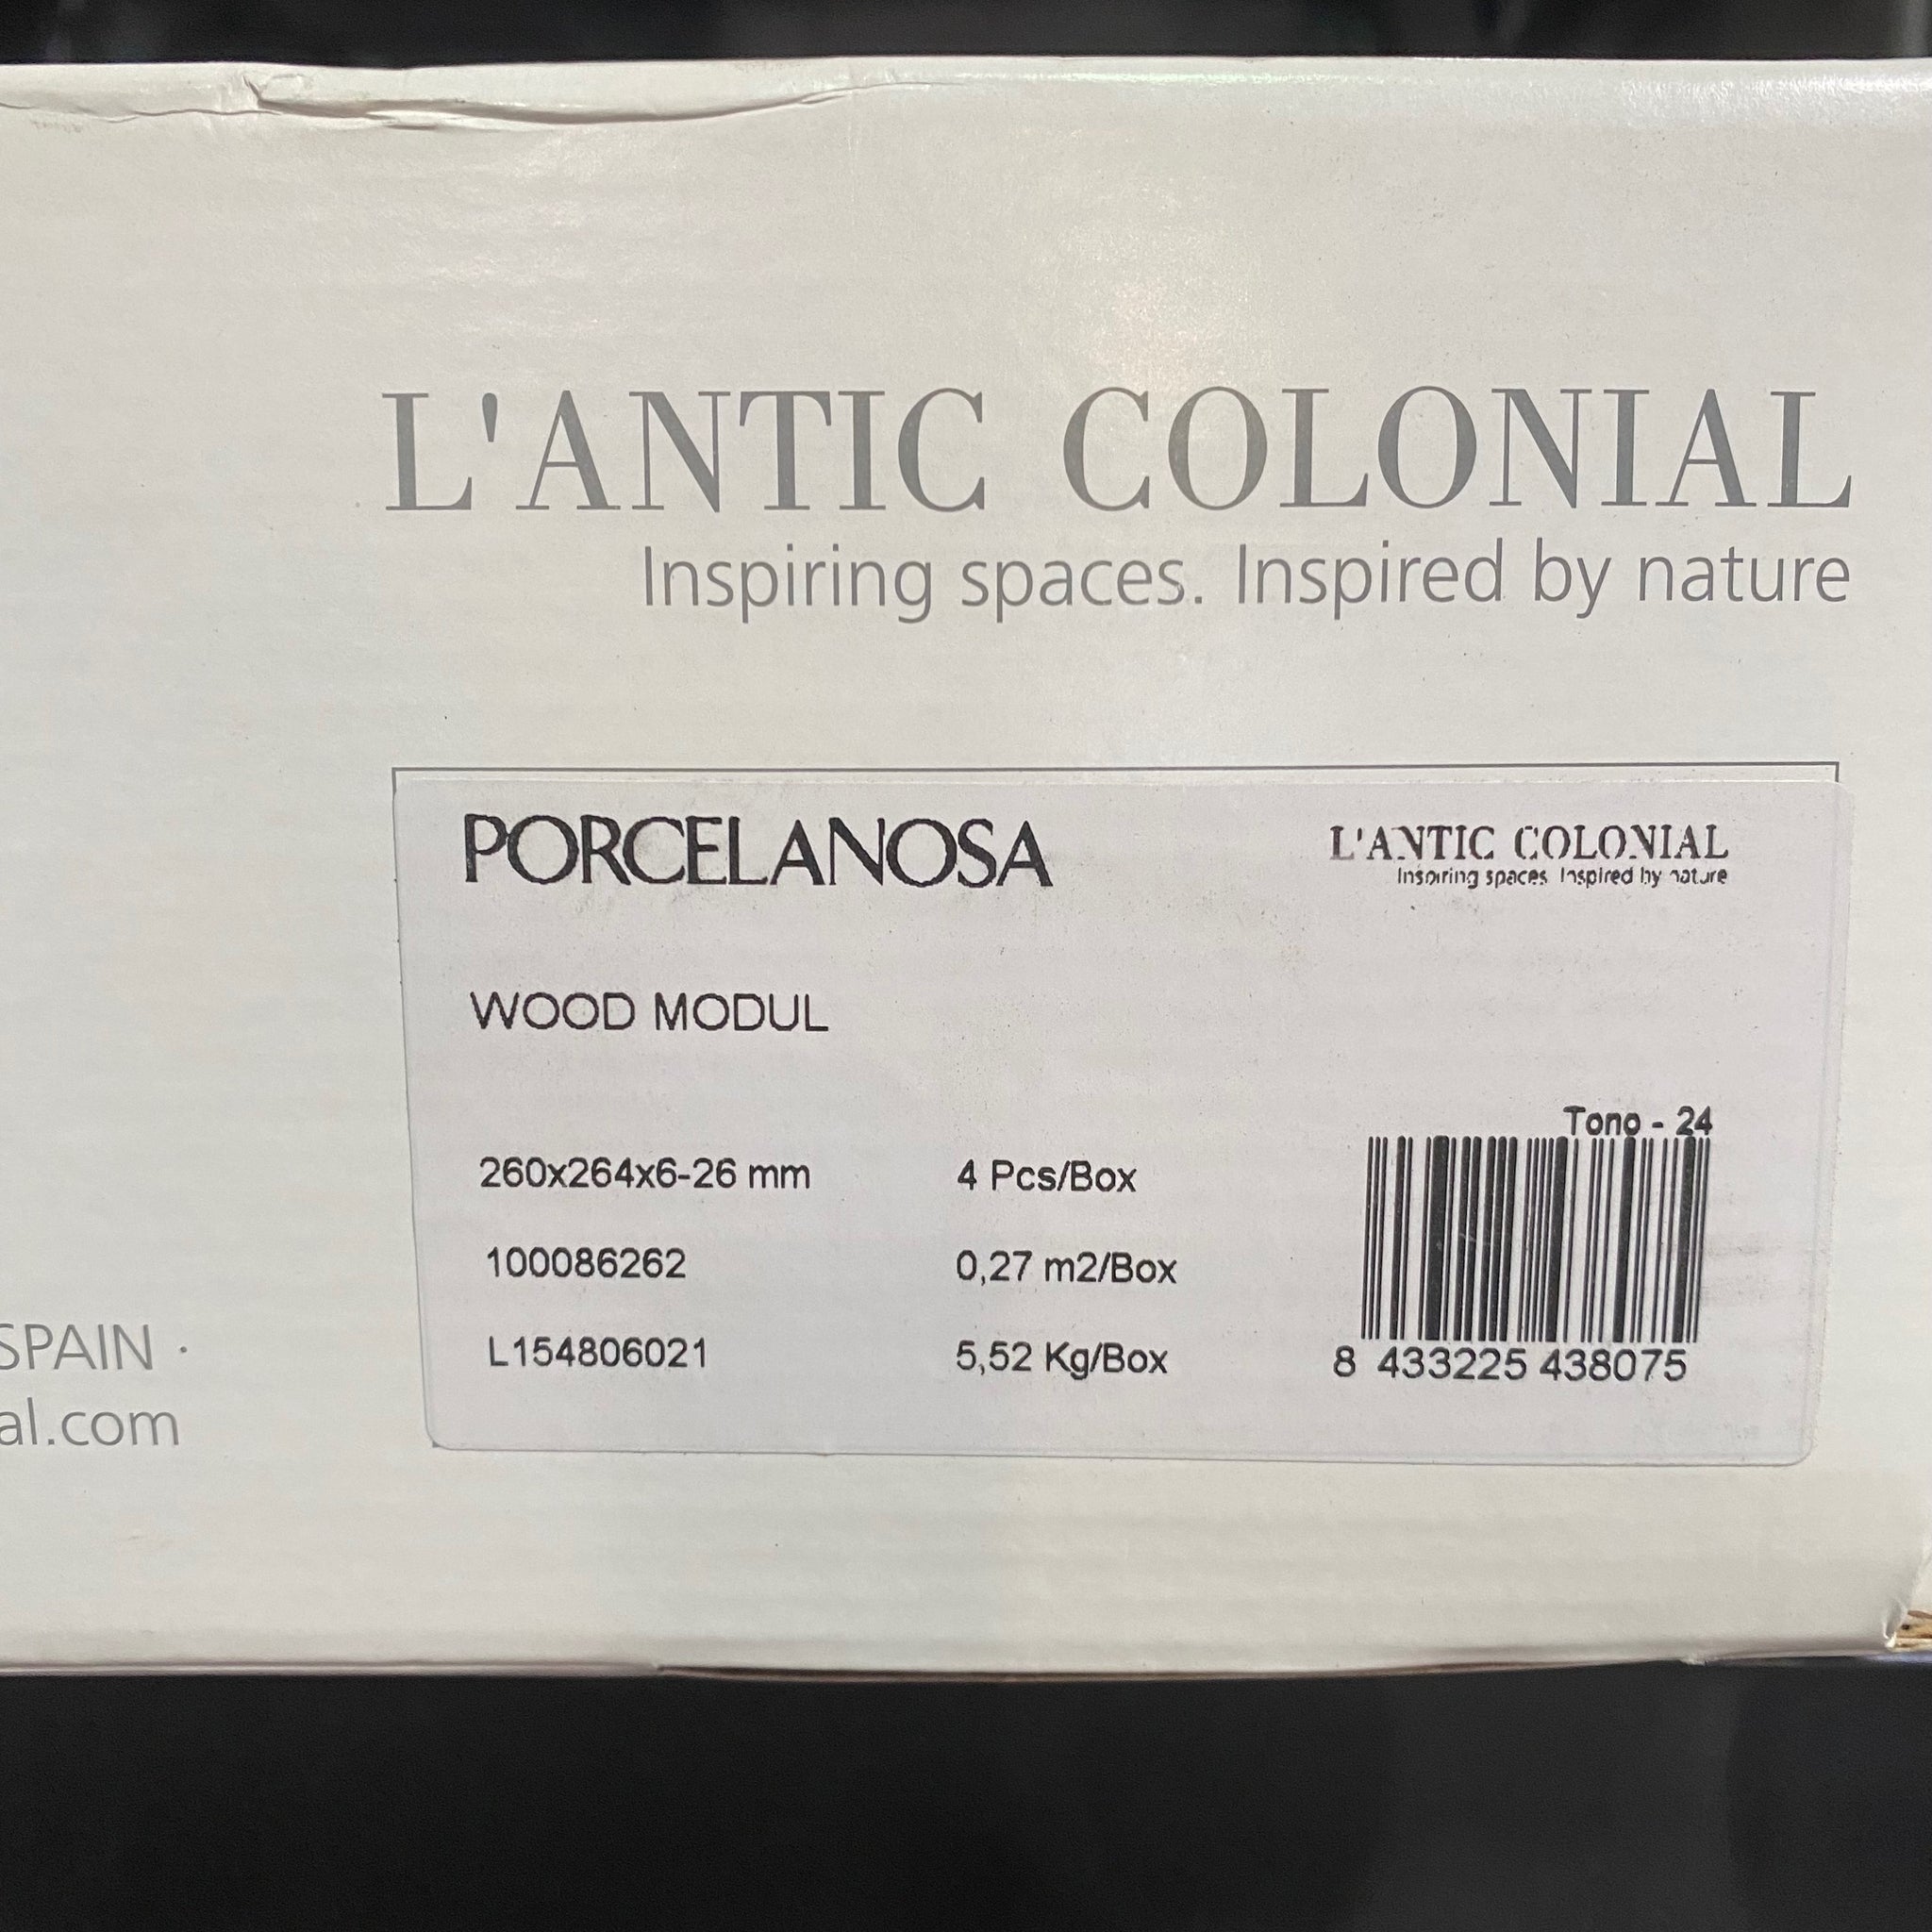 L'ANTIC COLONIAL
Inspiring spaces. Inspired by nature
PORCELANOSA
L'ANTIC COLONIAL
Inspiring spaces Inspired by nature
WOOD MODUL
Tono - 24
260x264x6-26 mm
4 Pcs/Box
100086262
0,27 m2/Box
L154806021
5,52 Kg/Box
8 433225 438075
SPAIN ·
al.com